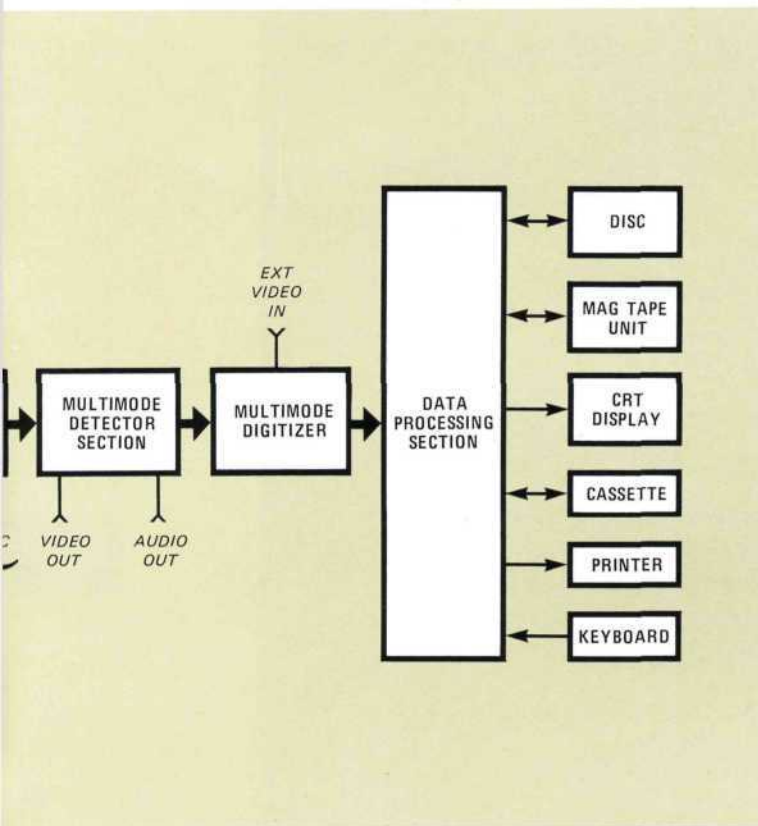 EXT
VIDEO
IN
MULTIMODE
DETECTOR
SECTION
MULTIMODE
DIGITIZER
DATA
PROCESSING
SECTION
DISC
MAG TAPE
UNIT
CRT
DISPLAY
CASSETTE
PRINTER
KEYBOARD
VIDEO
OUT
AUDIO
OUT